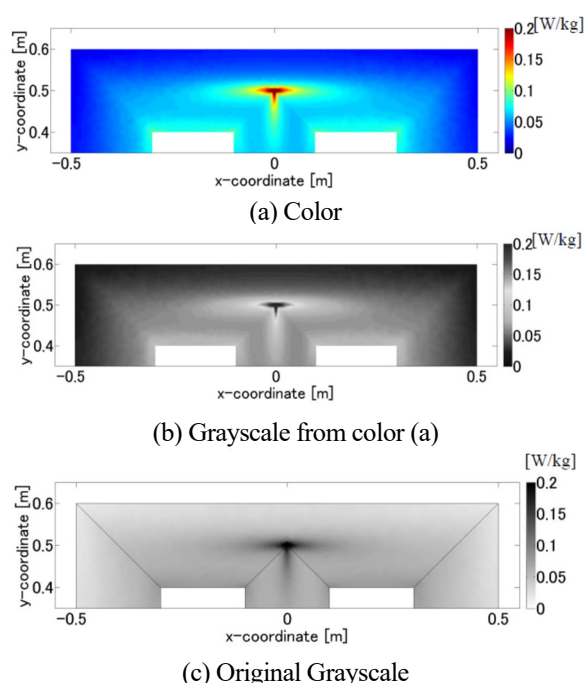 [W/kg]
0.6
0.5
0.4
y-coordinate [m]
−0.5
0
0.5
x-coordinate [m]
0.2
0.15
0.1
0.05
0
(a) Color
[W/kg]
0.6
0.5
0.4
y-coordinate [m]
−0.5
0
0.5
x-coordinate [m]
0.2
0.15
0.1
0.05
0
(b) Grayscale from color (a)
[W/kg]
0.6
0.5
0.4
y-coordinate [m]
−0.5
0
0.5
x-coordinate [m]
0.2
0.15
0.1
0.05
0
(c) Original Grayscale